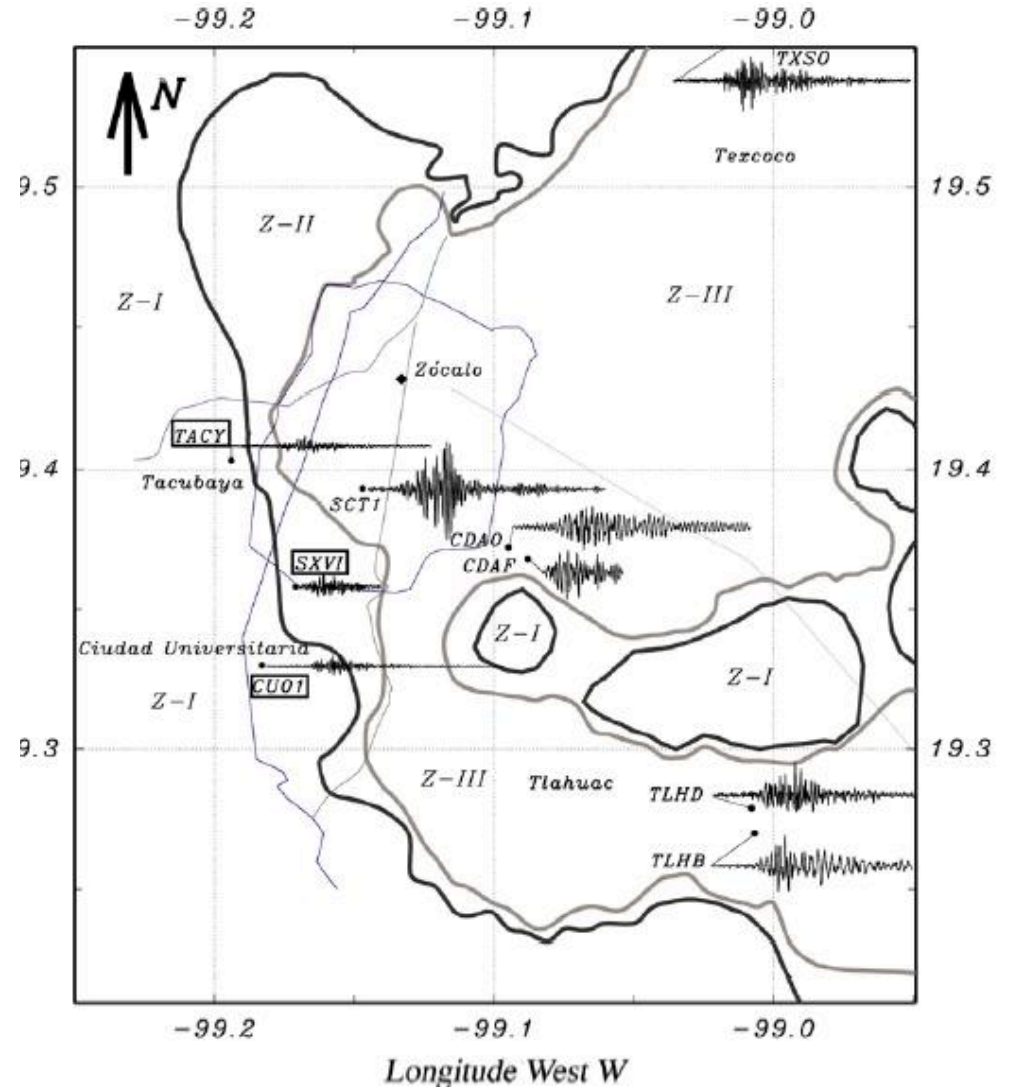 -99.2 -99.1 -99.0
N
TXSO
Texcoco
9.5 19.5
Z-II
Z-I
Z-III
Zócalo
TACY
9.4 19.4
Tacubaya
SCT1
CDAO
CDAF
SXVI
Z-I
Ciudad Universitaria
Z-I
CU01
Z-I
9.3 19.3
Z-III
Tlahuac
TLHD
TLHB
-99.2 -99.1 -99.0
Longitude West W